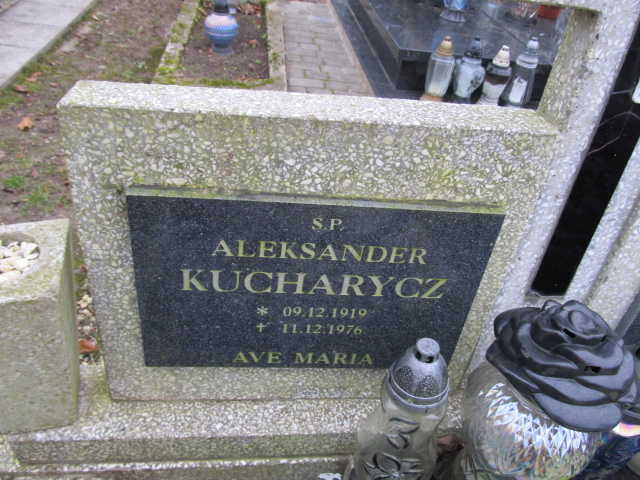 Ś.P.
ALEKSANDER
KUCHARYCZ
* 09.12.1919
✝ 11.12.1976
AVE MARIA